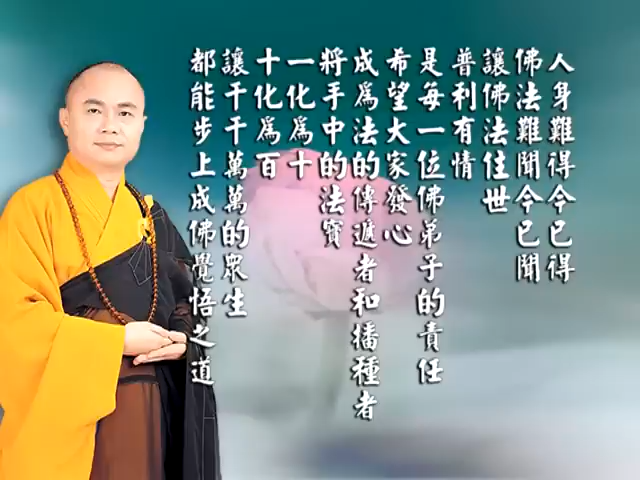 人身難得今已得
佛法難聞今已聞
讓佛法住世
普利有情
是每一位佛弟子的責任
希望大家發心
成為法的傳遞者和播種者
將手中的法寶
一化為十
十化為百
讓千千萬萬的眾生
都能步上成佛覺悟之道